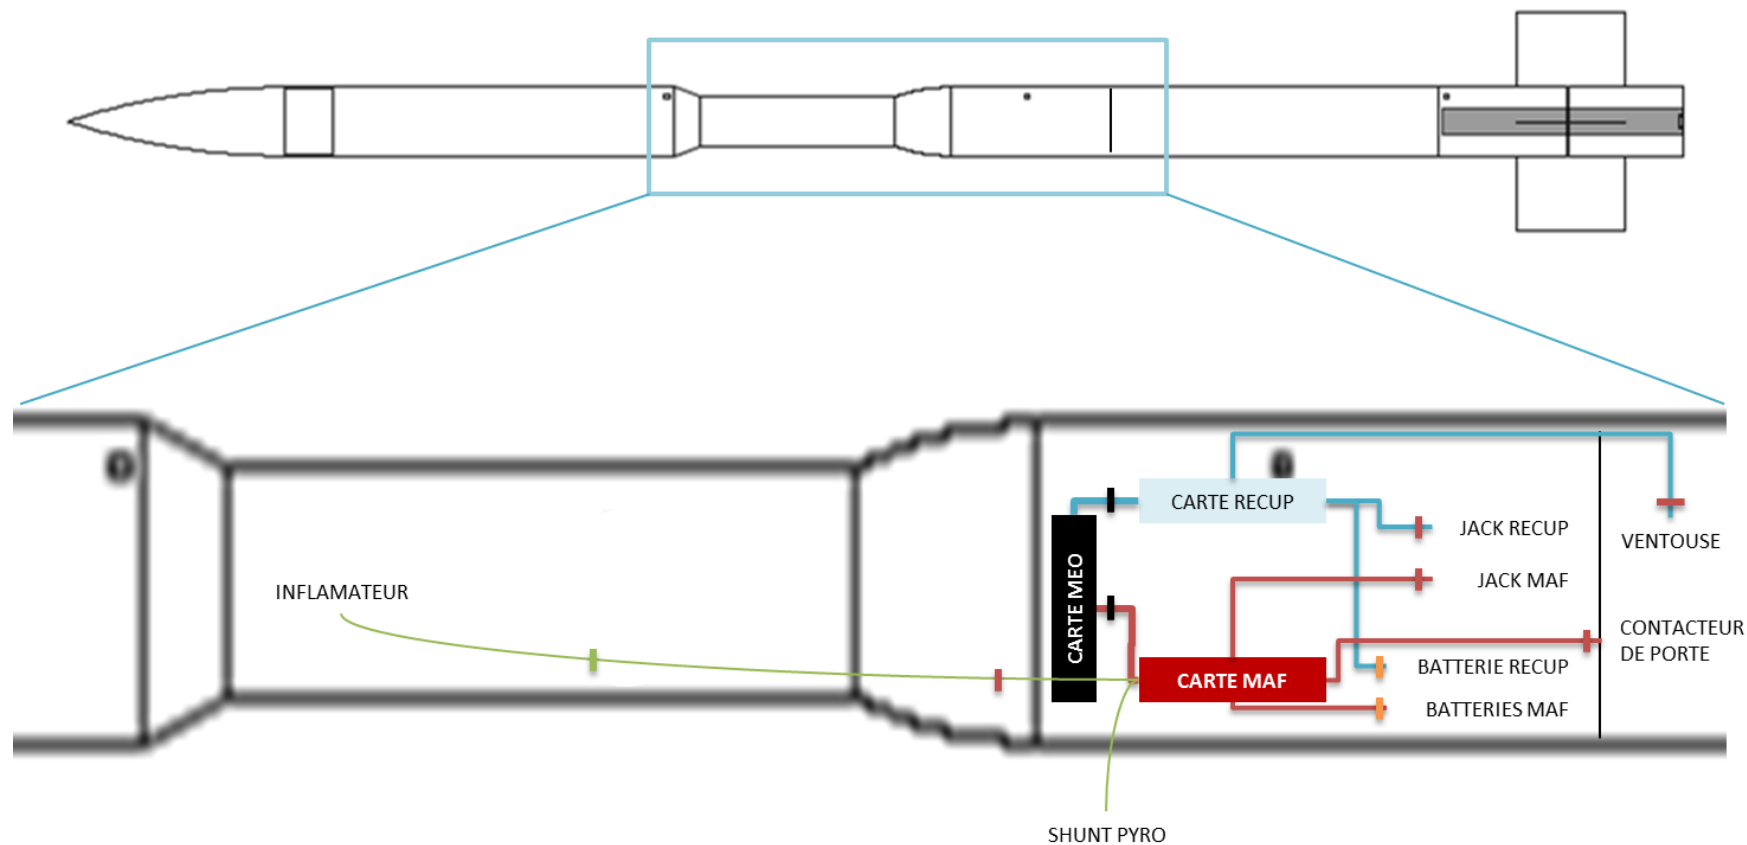 CARTE RECUP
JACK RECUP
VENTOUSE
JACK MAF
CARTE MEO
INFLAMATEUR
CONTACTEUR
DE PORTE
BATTERIE RECUP
CARTE MAF
BATTERIES MAF
SHUNT PYRO